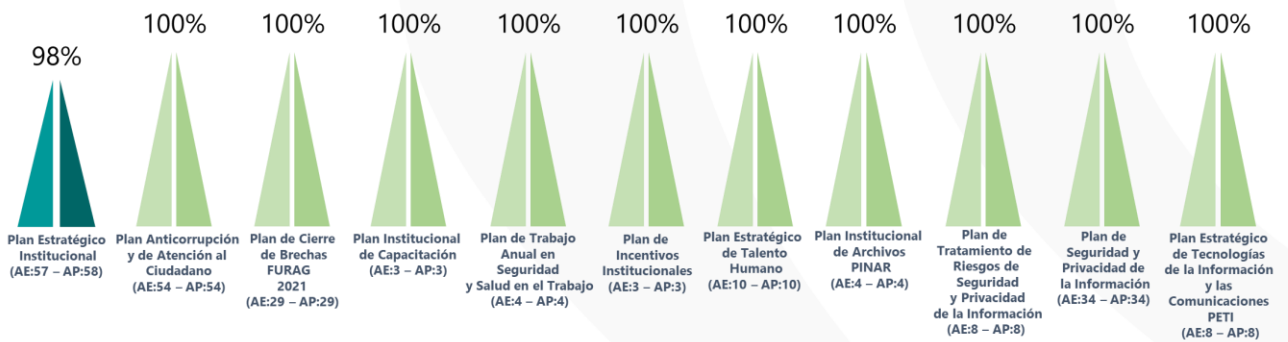 98%
Plan Estratégico
Institucional
(AE:57 – AP:58)
100%
Plan Anticorrupción
y de Atención al
Ciudadano
(AE:54 – AP:54)
100%
Plan de Cierre
de Brechas
FURAG
2021
(AE:29 – AP:29)
100%
Plan Institucional
de Capacitación
(AE:3 – AP:3)
100%
Plan de Trabajo
Anual en
Seguridad
y Salud en el Trabajo
(AE:4 – AP:4)
100%
Plan de
Incentivos
Institucionales
(AE:3 – AP:3)
100%
Plan Estratégico
de Talento
Humano
(AE:10 – AP:10)
100%
Plan Institucional
de Archivos
PINAR
(AE:4 – AP:4)
100%
Plan de
Tratamiento de
Riesgos de
Seguridad
y Privacidad
de la Información
(AE:8 – AP:8)
100%
Plan de
Seguridad y
Privacidad de
la Información
(AE:34 – AP:34)
100%
Plan Estratégico
de Tecnologías
de la Información
y las
Comunicaciones
PETI
(AE:8 – AP:8)